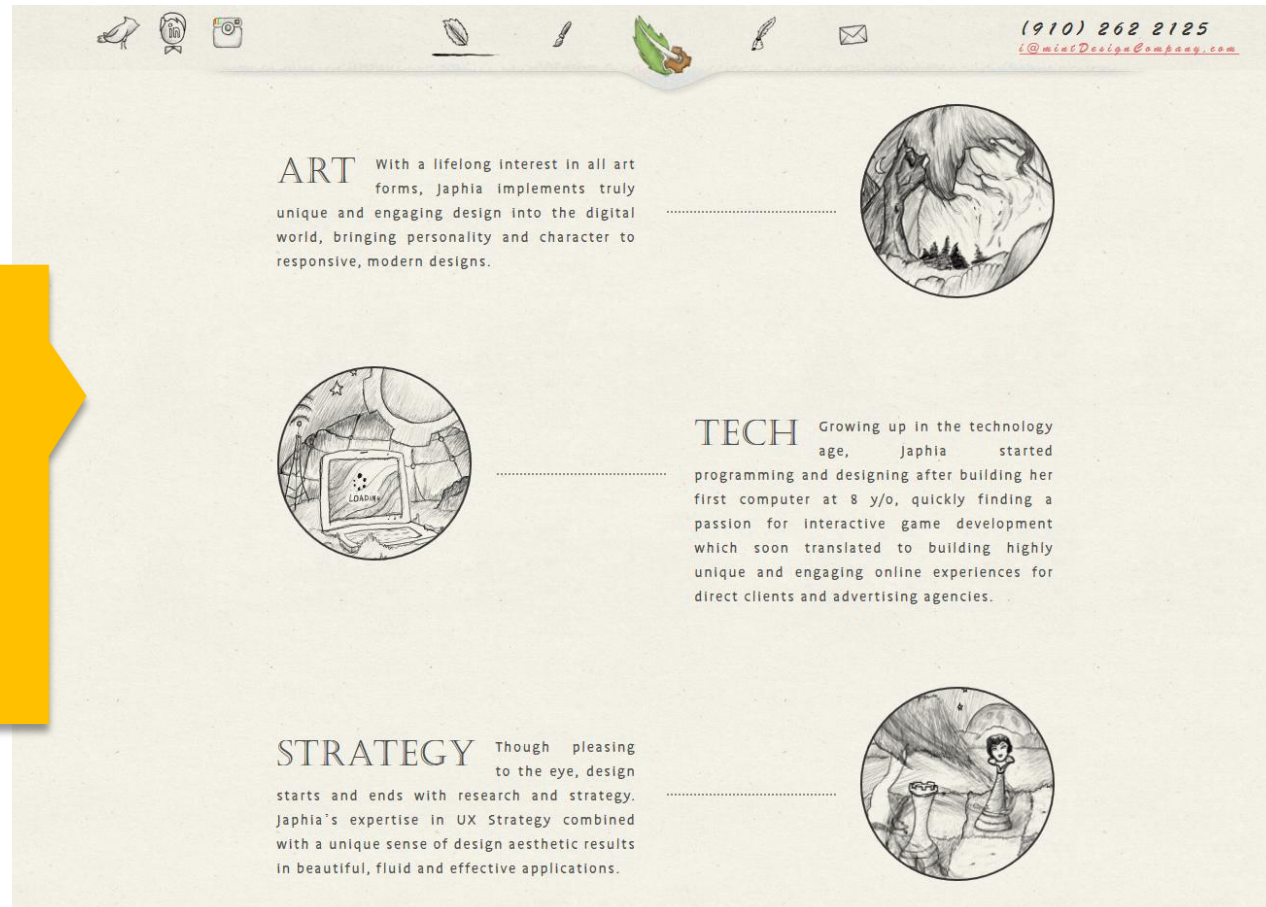 in
(910) 262 2125
i@mintDesignCompany.com
ART With a lifelong interest in all art
forms, Japhia implements truly
unique and engaging design into the digital
world, bringing personality and character to
responsive, modern designs.
LOADING
TECH Growing up in the technology
age, Japhia started
programming and designing after building her
first computer at 8 y/o, quickly finding a
passion for interactive game development
which soon translated to building highly
unique and engaging online experiences for
direct clients and advertising agencies.
STRATEGY Though pleasing
to the eye, design
starts and ends with research and strategy.
Japhia's expertise in UX Strategy combined
with a unique sense of design aesthetic results
in beautiful, fluid and effective applications.